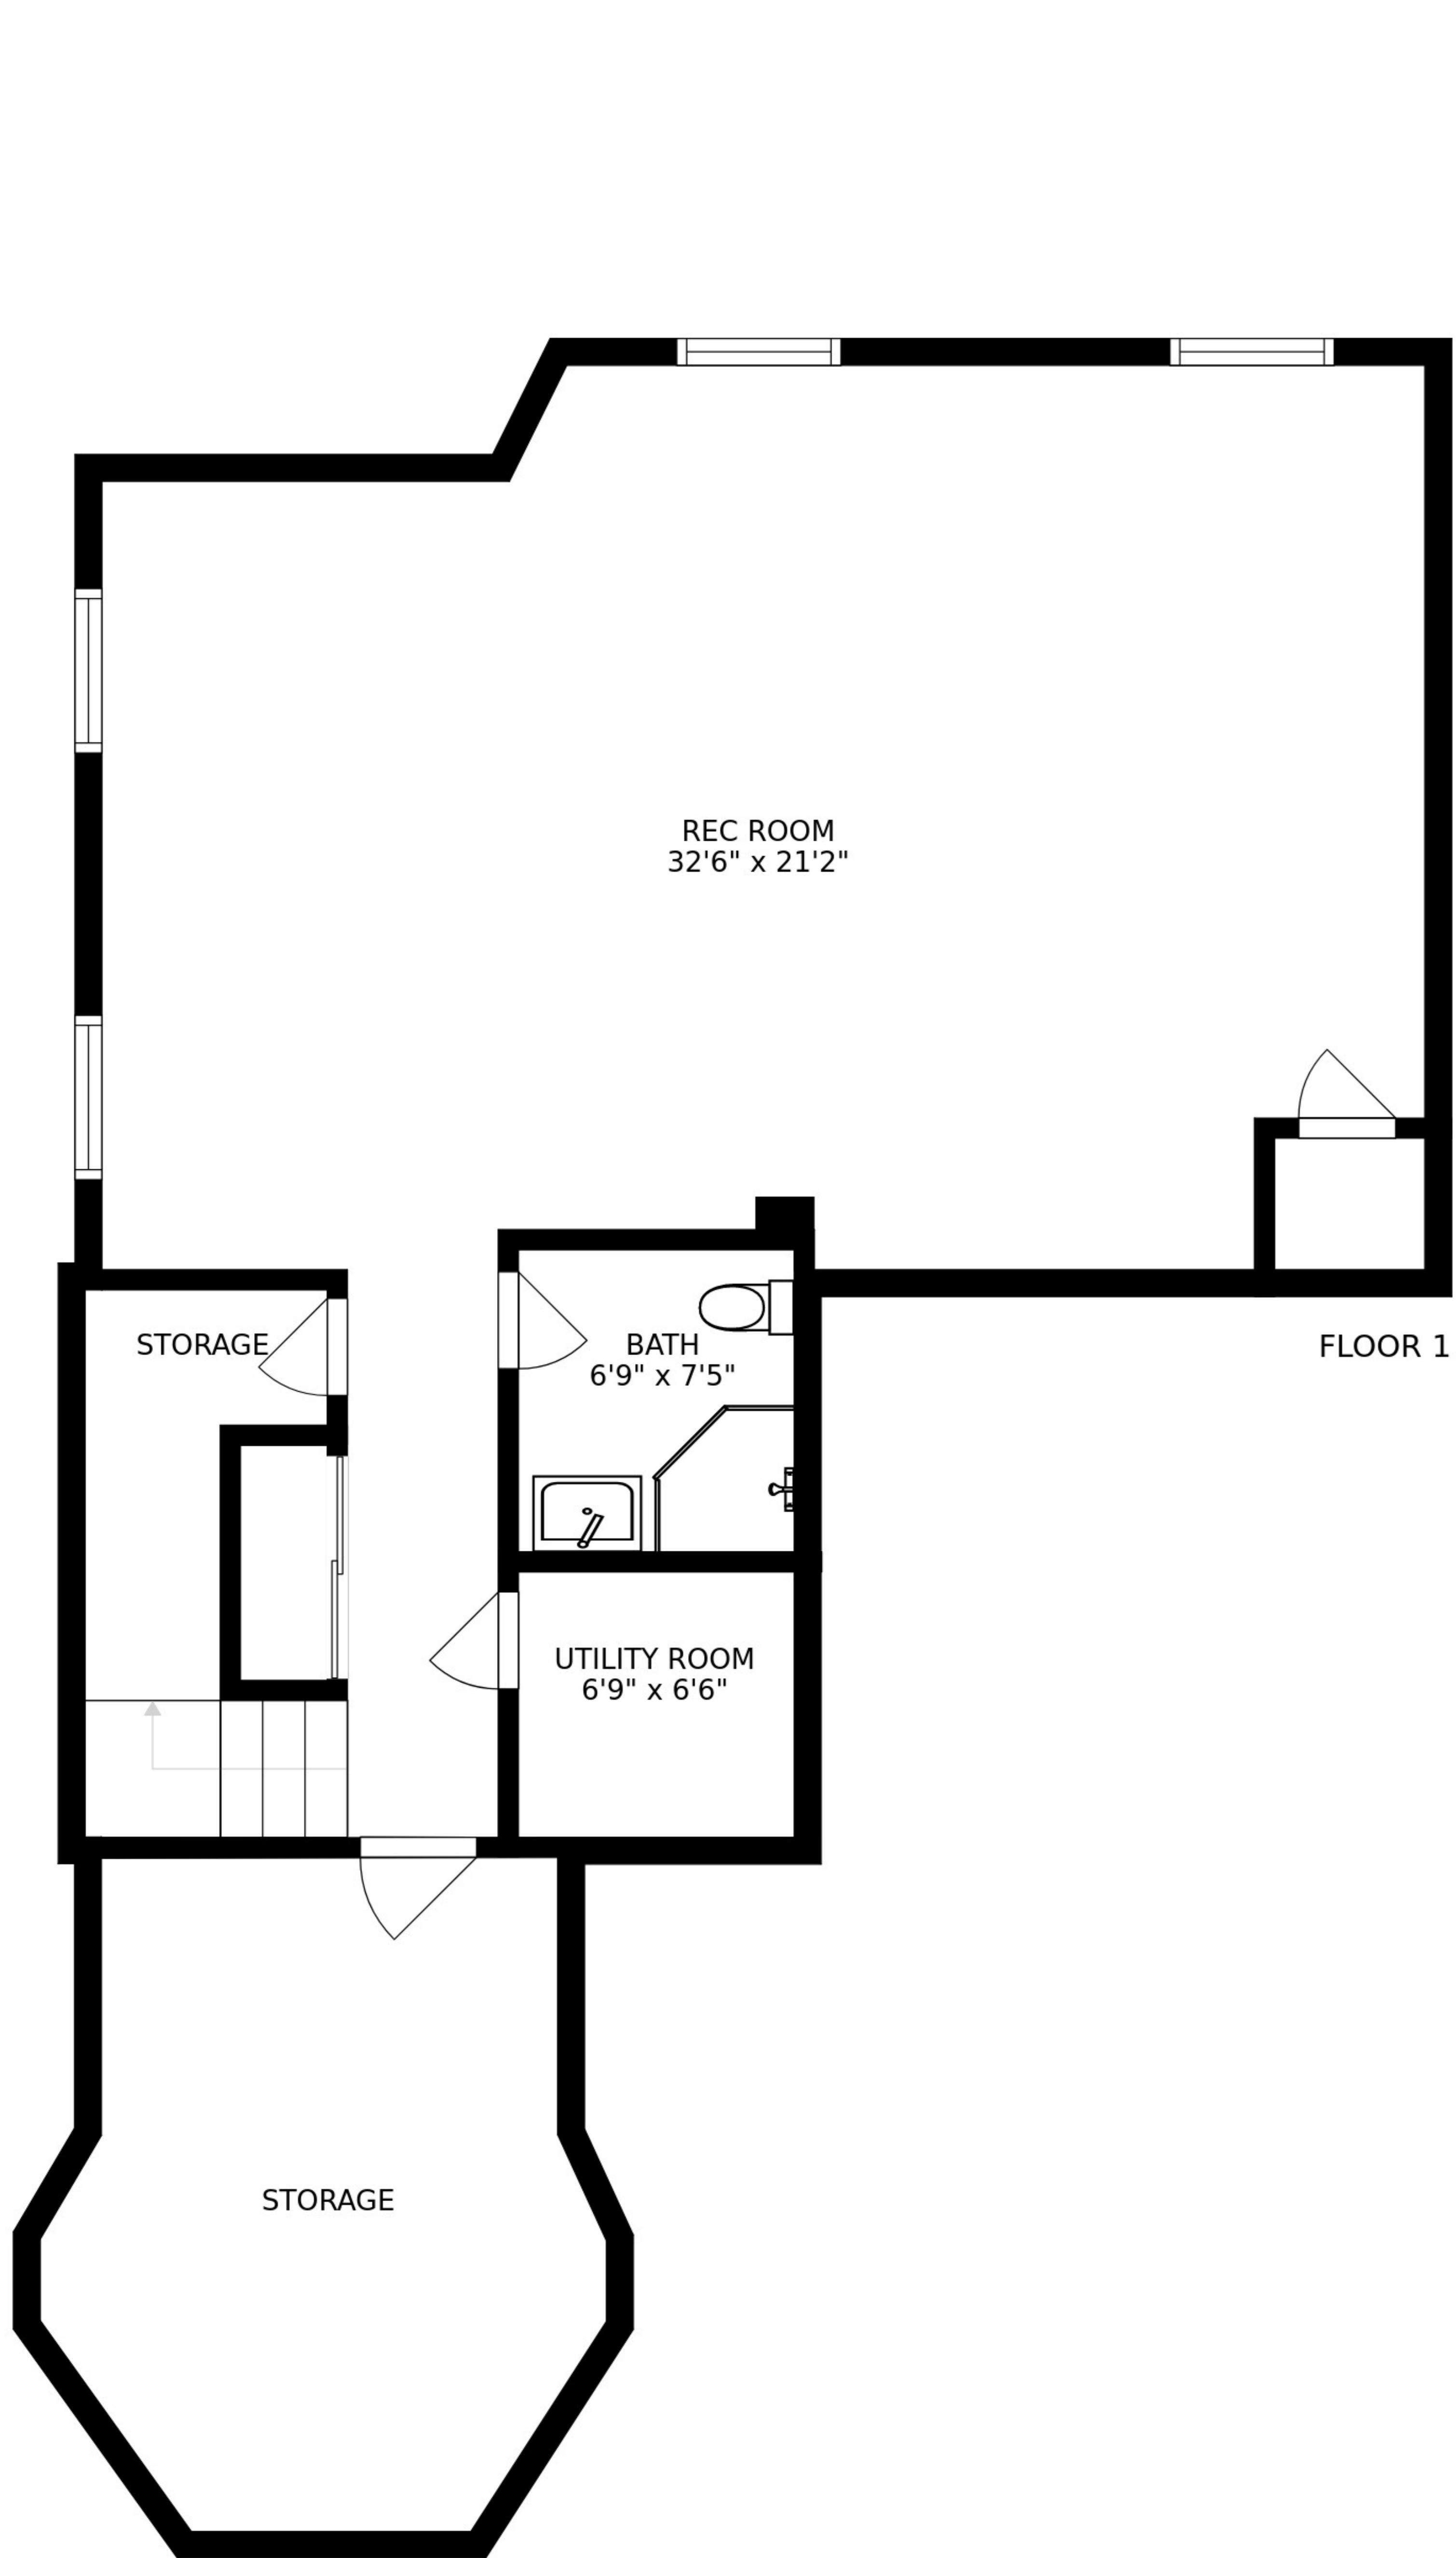 REC ROOM
32'6" x 21'2"
STORAGE
BATH
6'9" x 7'5"
FLOOR 1
UTILITY ROOM
6'9" x 6'6"
STORAGE